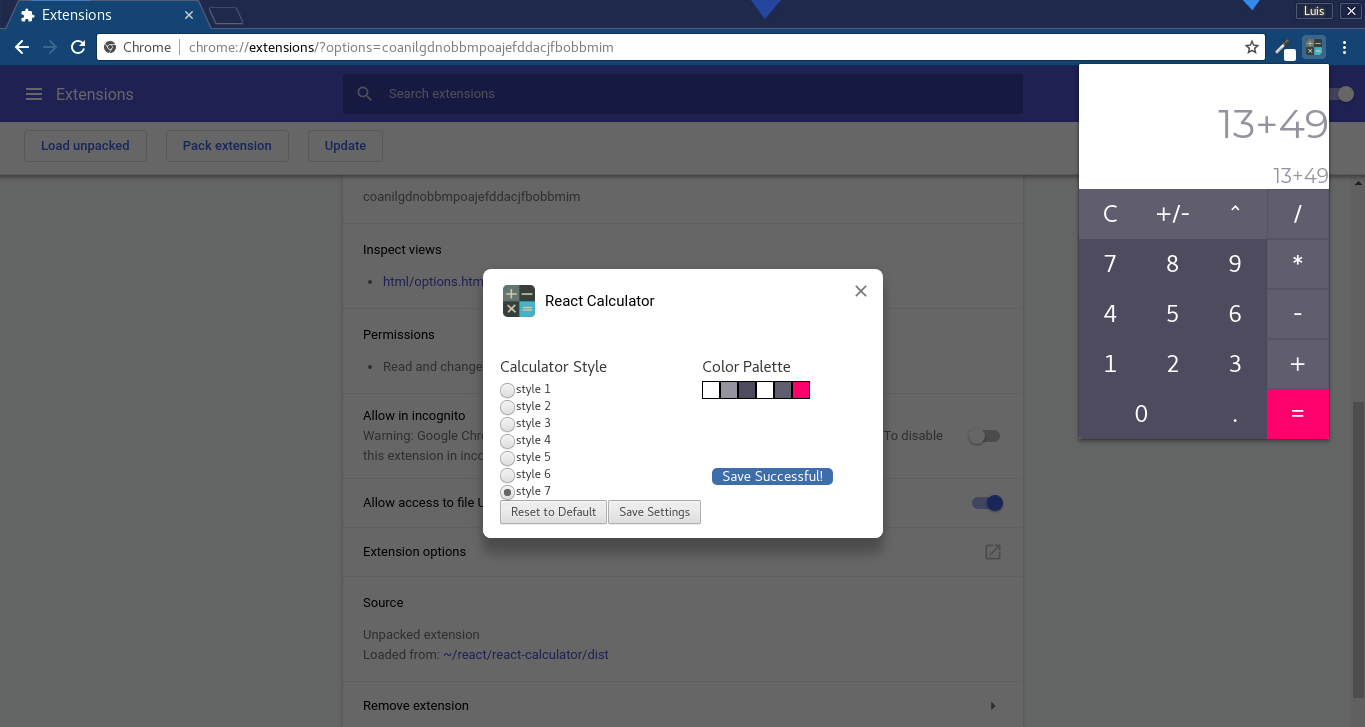 Extensions
Luis
Chrome
chrome://extensions/?options=coanilgdnobbmpoajefddacjfbobbmim
Extensions
Search extensions
Load unpacked
Pack extension
Update
coanilgdnobbmpoajefddacjfbobbmim
Inspect views
html/options.htm
Permissions
Read and change
Allow in incognito
Warning: Google Chr
To disable
this extension in inco
Allow access to file U
Extension options
Source
Unpacked extension
Loaded from: ~/react/react-calculator/dist
Remove extension
React Calculator
Calculator Style
style 1
style 2
style 3
style 4
style 5
style 6
style 7
Reset to Default
Save Settings
Color Palette
Save Successful!
13+49
13+49
C +/- ^ /
7 8 9 *
4 5 6 -
1 2 3 +
0 . =